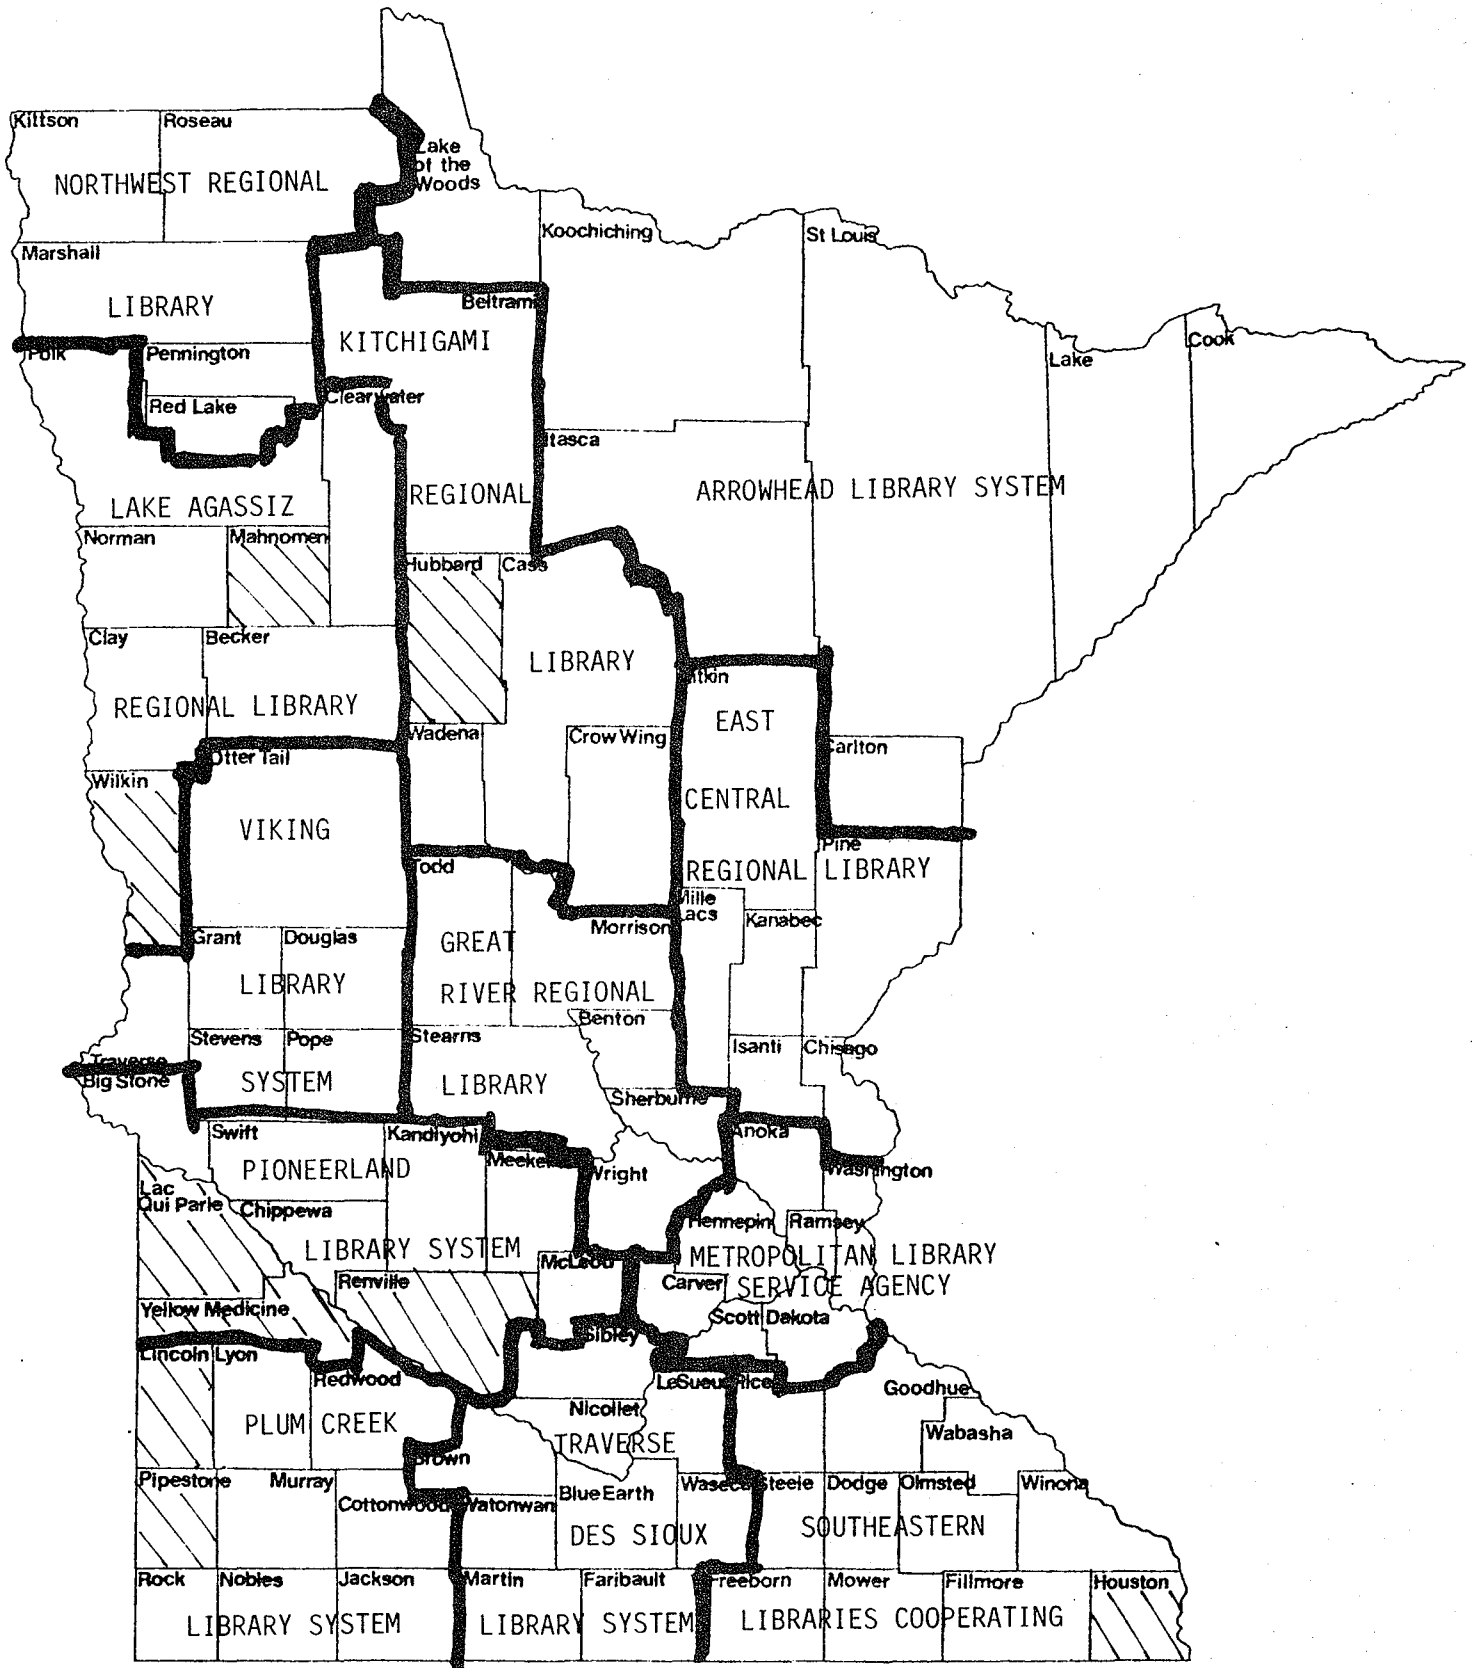 Kittson
Roseau
Lake
of the
Woods
NORTHWEST REGIONAL
Koochiching
St Louis
Marshall
Beltrami
LIBRARY
KITCHIGAMI
Cook
Polk
Pennington
Lake
Clearwater
Red Lake
Itasca
REGIONAL
ARROWHEAD LIBRARY SYSTEM
LAKE AGASSIZ
Norman
Mahnomen
Hubbard
Cass
Clay
Becker
LIBRARY
Aitkin
REGIONAL LIBRARY
EAST
Wadena
Crow Wing
Carlton
Otter Tail
Wilkin
CENTRAL
VIKING
Pine
Todd
REGIONAL LIBRARY
Mille
Lacs
Kanabec
Morrison
Grant
Douglas
GREAT
LIBRARY
RIVER REGIONAL
Benton
Stevens
Pope
Stearns
Isanti
Chisago
Traverse
Big Stone
SYSTEM
LIBRARY
Sherburne
Swift
Kandiyohi
Anoka
PIONEERLAND
Meeker
Wright
Washington
Lac
Qui Parle
Chippewa
Hennepin
Ramsey
LIBRARY SYSTEM
METROPOLITAN LIBRARY
McLeod
Renville
Carver
SERVICE AGENCY
Yellow Medicine
Scott
Dakota
Sibley
Lincoln
Lyon
Redwood
LeSueur
Rice
Goodhue
Nicollet
PLUM CREEK
Wabasha
TRAVERSE
Brown
Pipestone
Murray
Waseca
Steele
Dodge
Olmsted
Winona
Cottonwood
Watonwan
Blue Earth
DES SIOUX
SOUTHEASTERN
Rock
Nobles
Jackson
Martin
Faribault
Freeborn
Mower
Fillmore
Houston
LIBRARY SYSTEM
LIBRARY SYSTEM
LIBRARIES COOPERATING